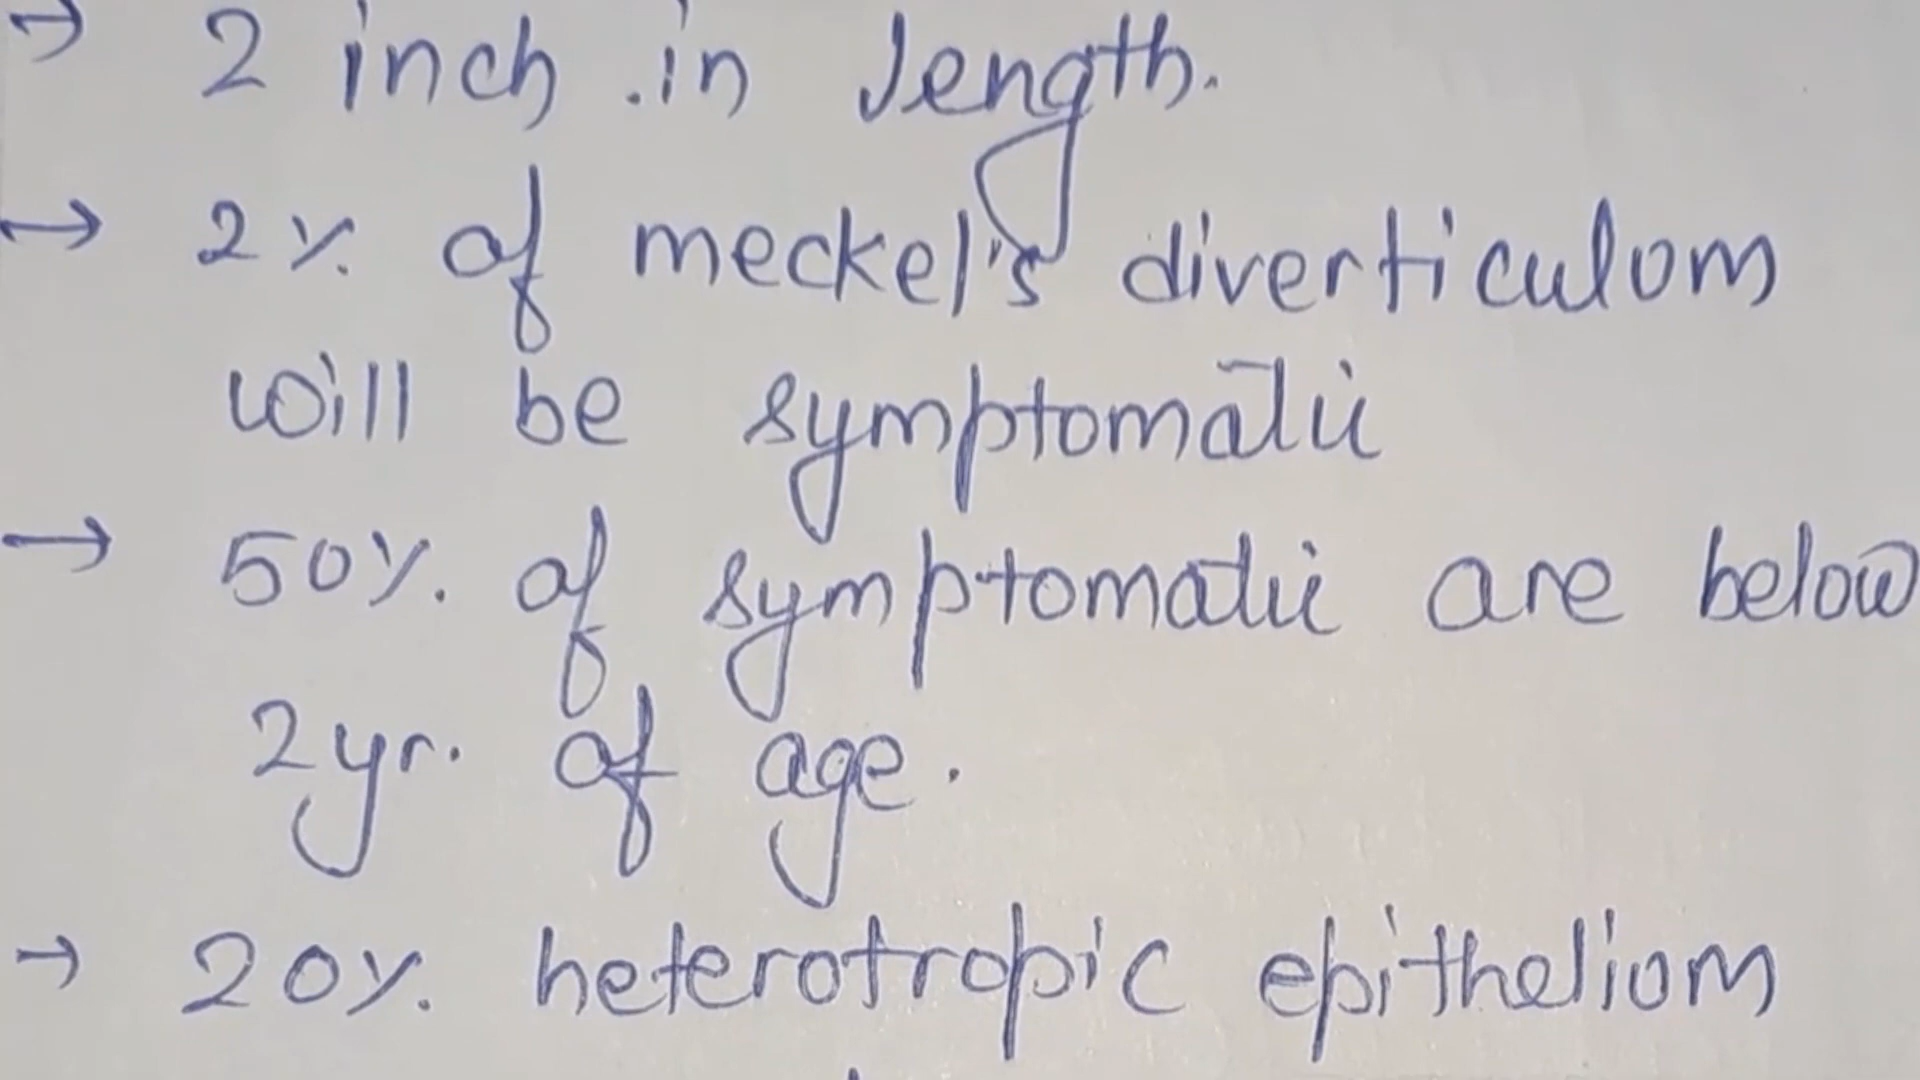 → 2 inch .in length.
→ 2% of meckel's diverticulum
will be symptomatic
→ 50% of symptomatic are below
2yr. of age.
→ 20% heterotropic epithelium